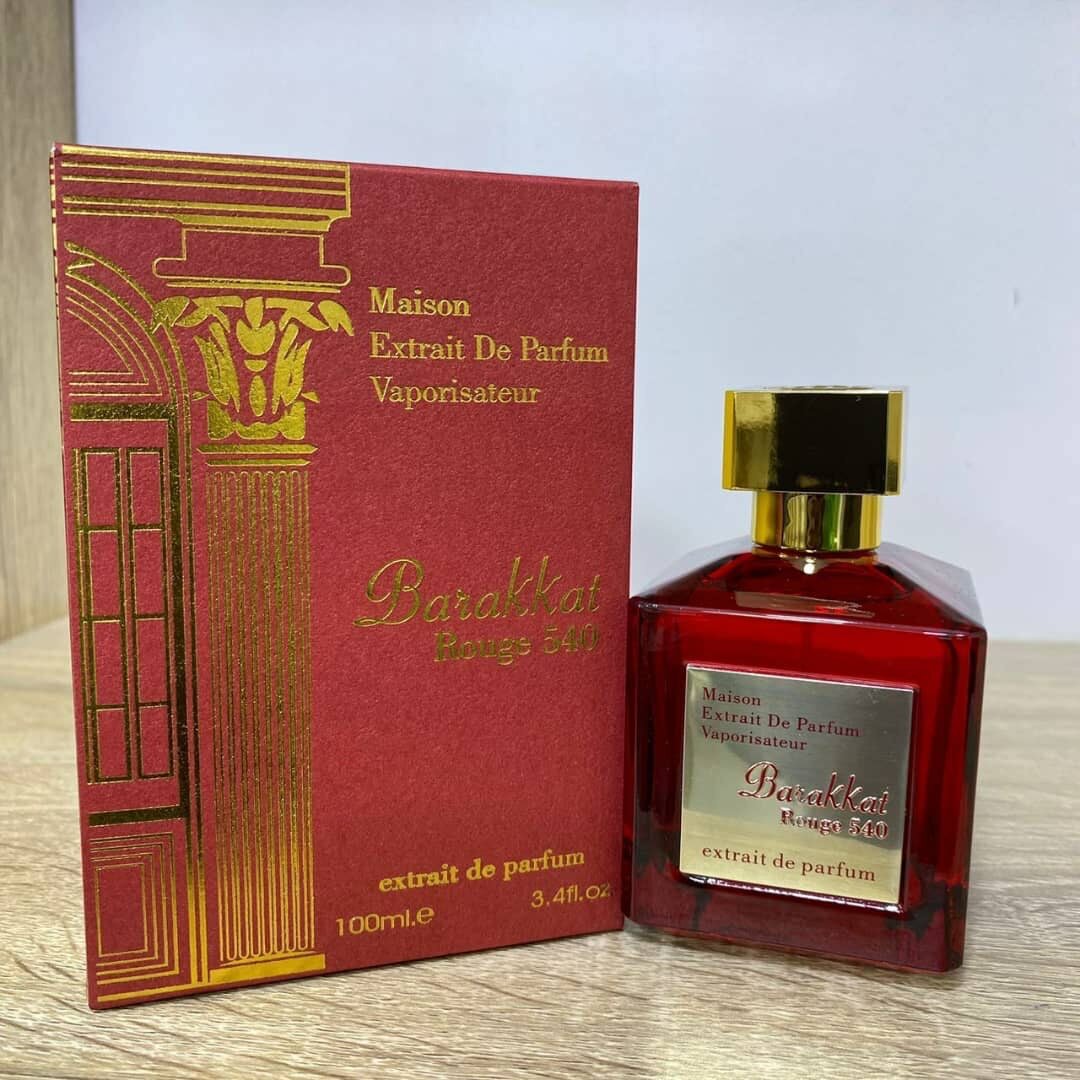 Maison
Extrait De Parfum
Vaporisateur
Barakkat
Rouge 540
extrait de parfum
100ml.e
3.4fl.oz
Maison
Extrait De Parfum
Vaporisateur
Barakkat
Rouge 540
extrait de parfum